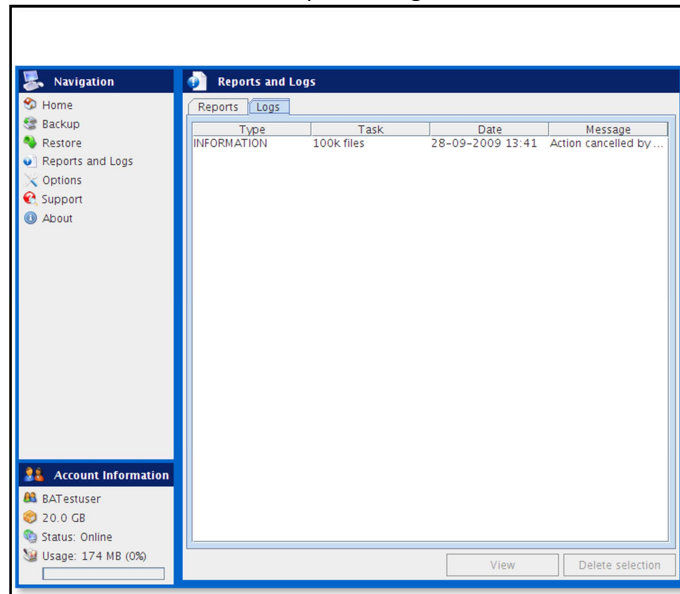 Navigation
Home
Backup
Restore
Reports and Logs
Options
Support
About
Account Information
BATestuser
20.0 GB
Status: Online
Usage: 174 MB (0%)
Reports and Logs
Reports Logs
Type Task Date Message
INFORMATION 100k files 28-09-2009 13:41 Action cancelled by ...
View Delete selection